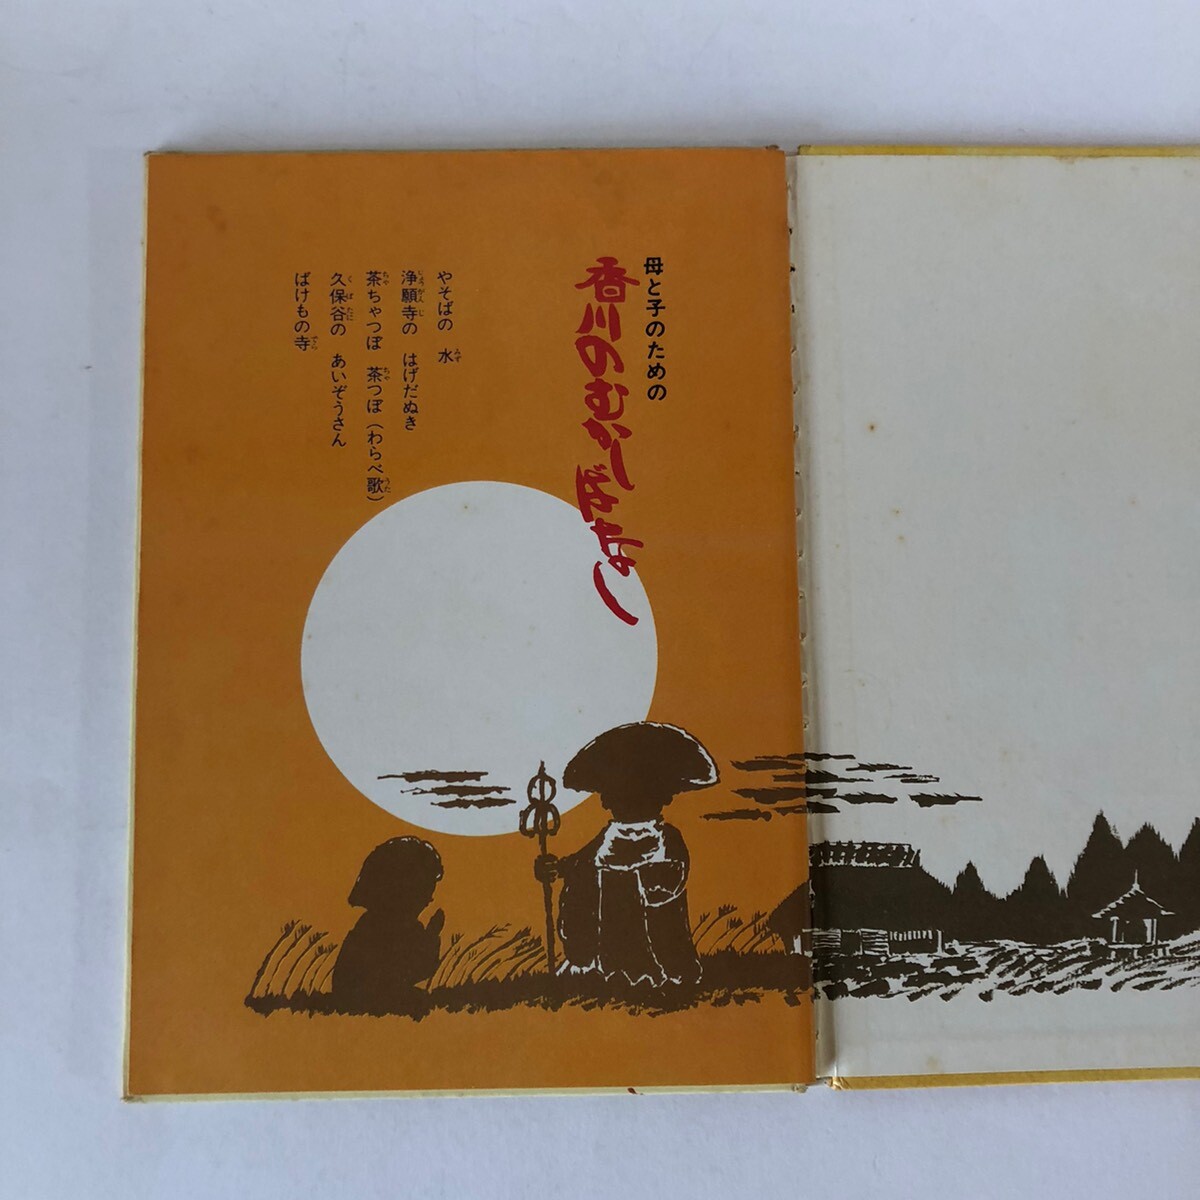 母と子のための
香川のむかしばなし
やそばの 水
浄願寺の はげだぬき
茶ちゃつぼ 茶つぼ（わらべ歌）
久保谷の あいぞうさん
ばけもの寺